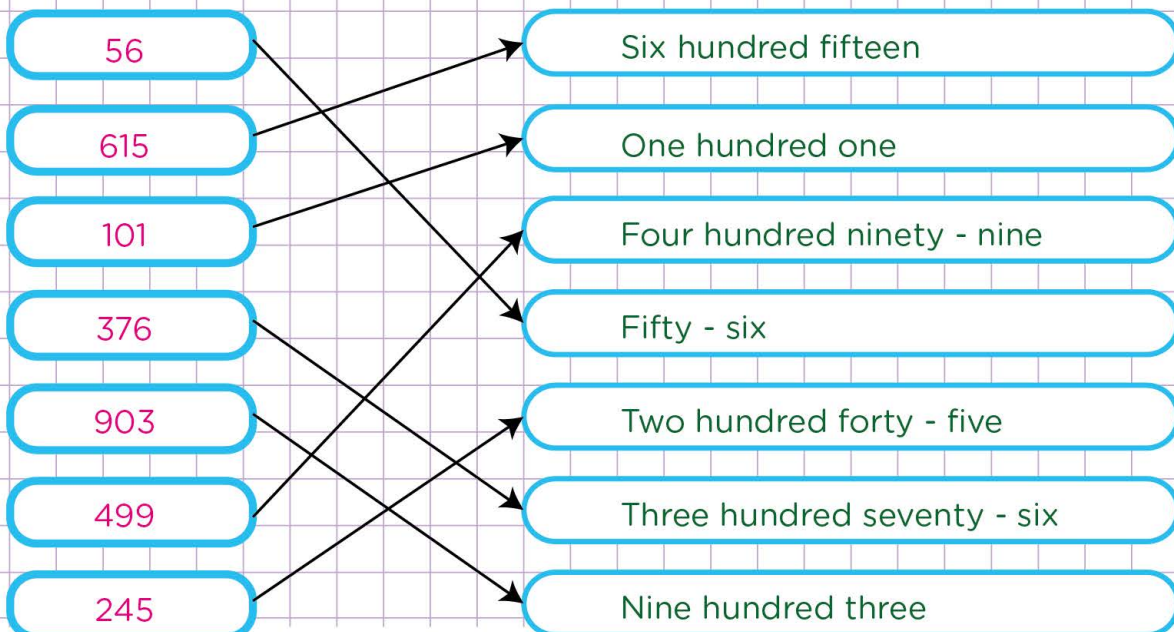 56 Six hundred fifteen
615 One hundred one
101 Four hundred ninety - nine
376 Fifty - six
903 Two hundred forty - five
499 Three hundred seventy - six
245 Nine hundred three